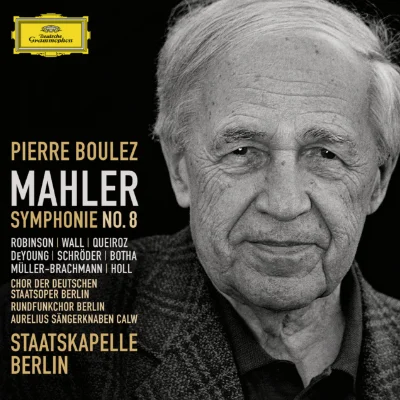 Deutsche
Grammophon
PIERRE BOULEZ
MAHLER
SYMPHONIE NO. 8
ROBINSON | WALL | QUEIROZ
DeYOUNG | SCHRÖDER | BOTHA
MÜLLER-BRACHMANN | HOLL
CHOR DER DEUTSCHEN
STAATSOPER BERLIN
RUNDFUNKCHOR BERLIN
AURELIUS SÄNGERKNABEN CALW
STAATSKAPELLE
BERLIN